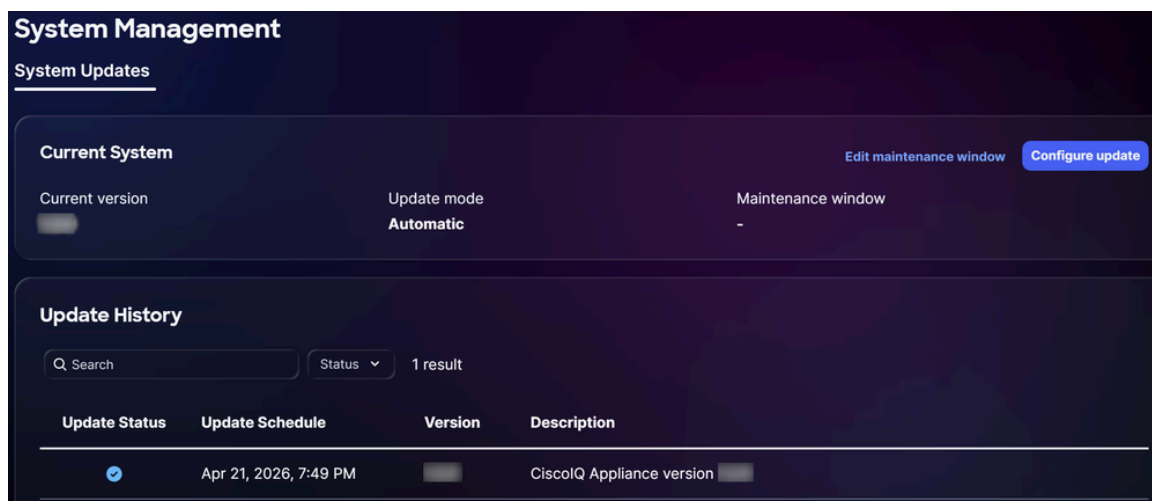 System Management
System Updates
Current System
Edit maintenance window
Configure update
Current version
Update mode
Maintenance window
Automatic
-
Update History
Search
Status
1 result
Update Status Update Schedule Version Description
Apr 21, 2026, 7:49 PM CiscoIQ Appliance version